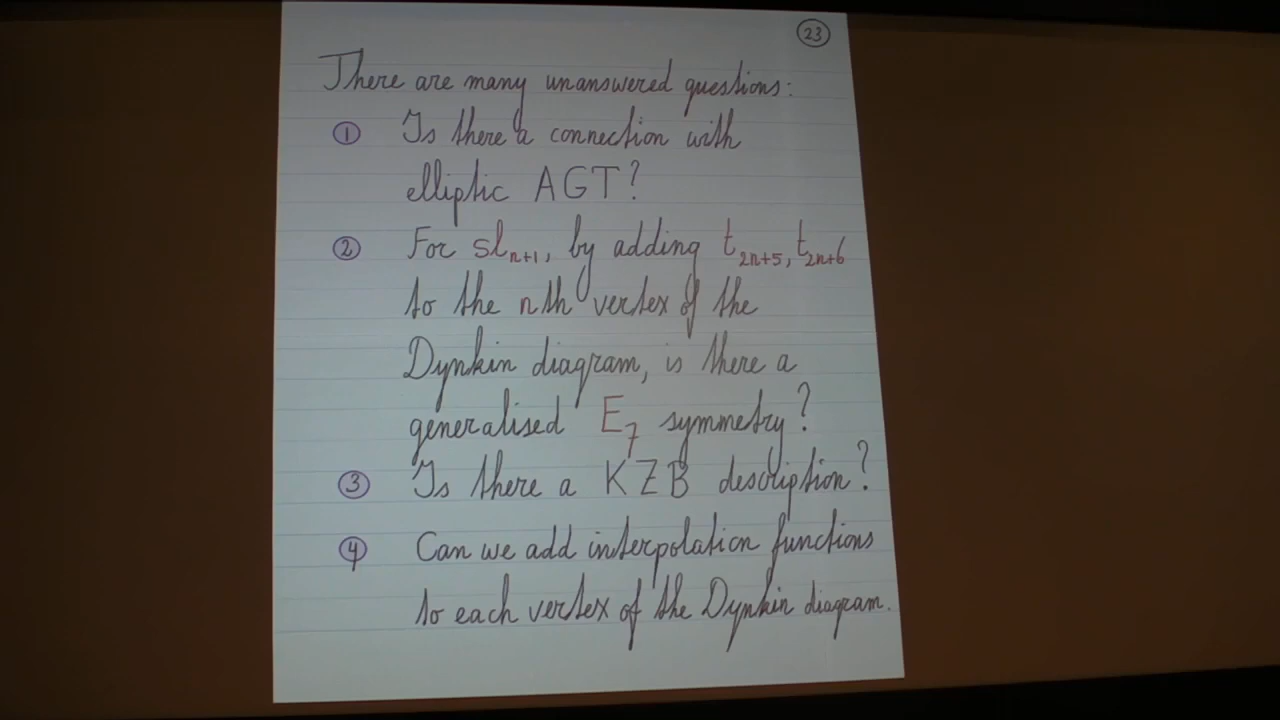 23
There are many unanswered questions:
1 Is there a connection with
elliptic AGT?
2 For sl_{n+1}, by adding t_{2n+5}, t_{2n+6}
to the nth vertex of the
Dynkin diagram, is there a
generalised E_7 symmetry?
3 Is there a KZB description?
4 Can we add interpolation functions
to each vertex of the Dynkin diagram.